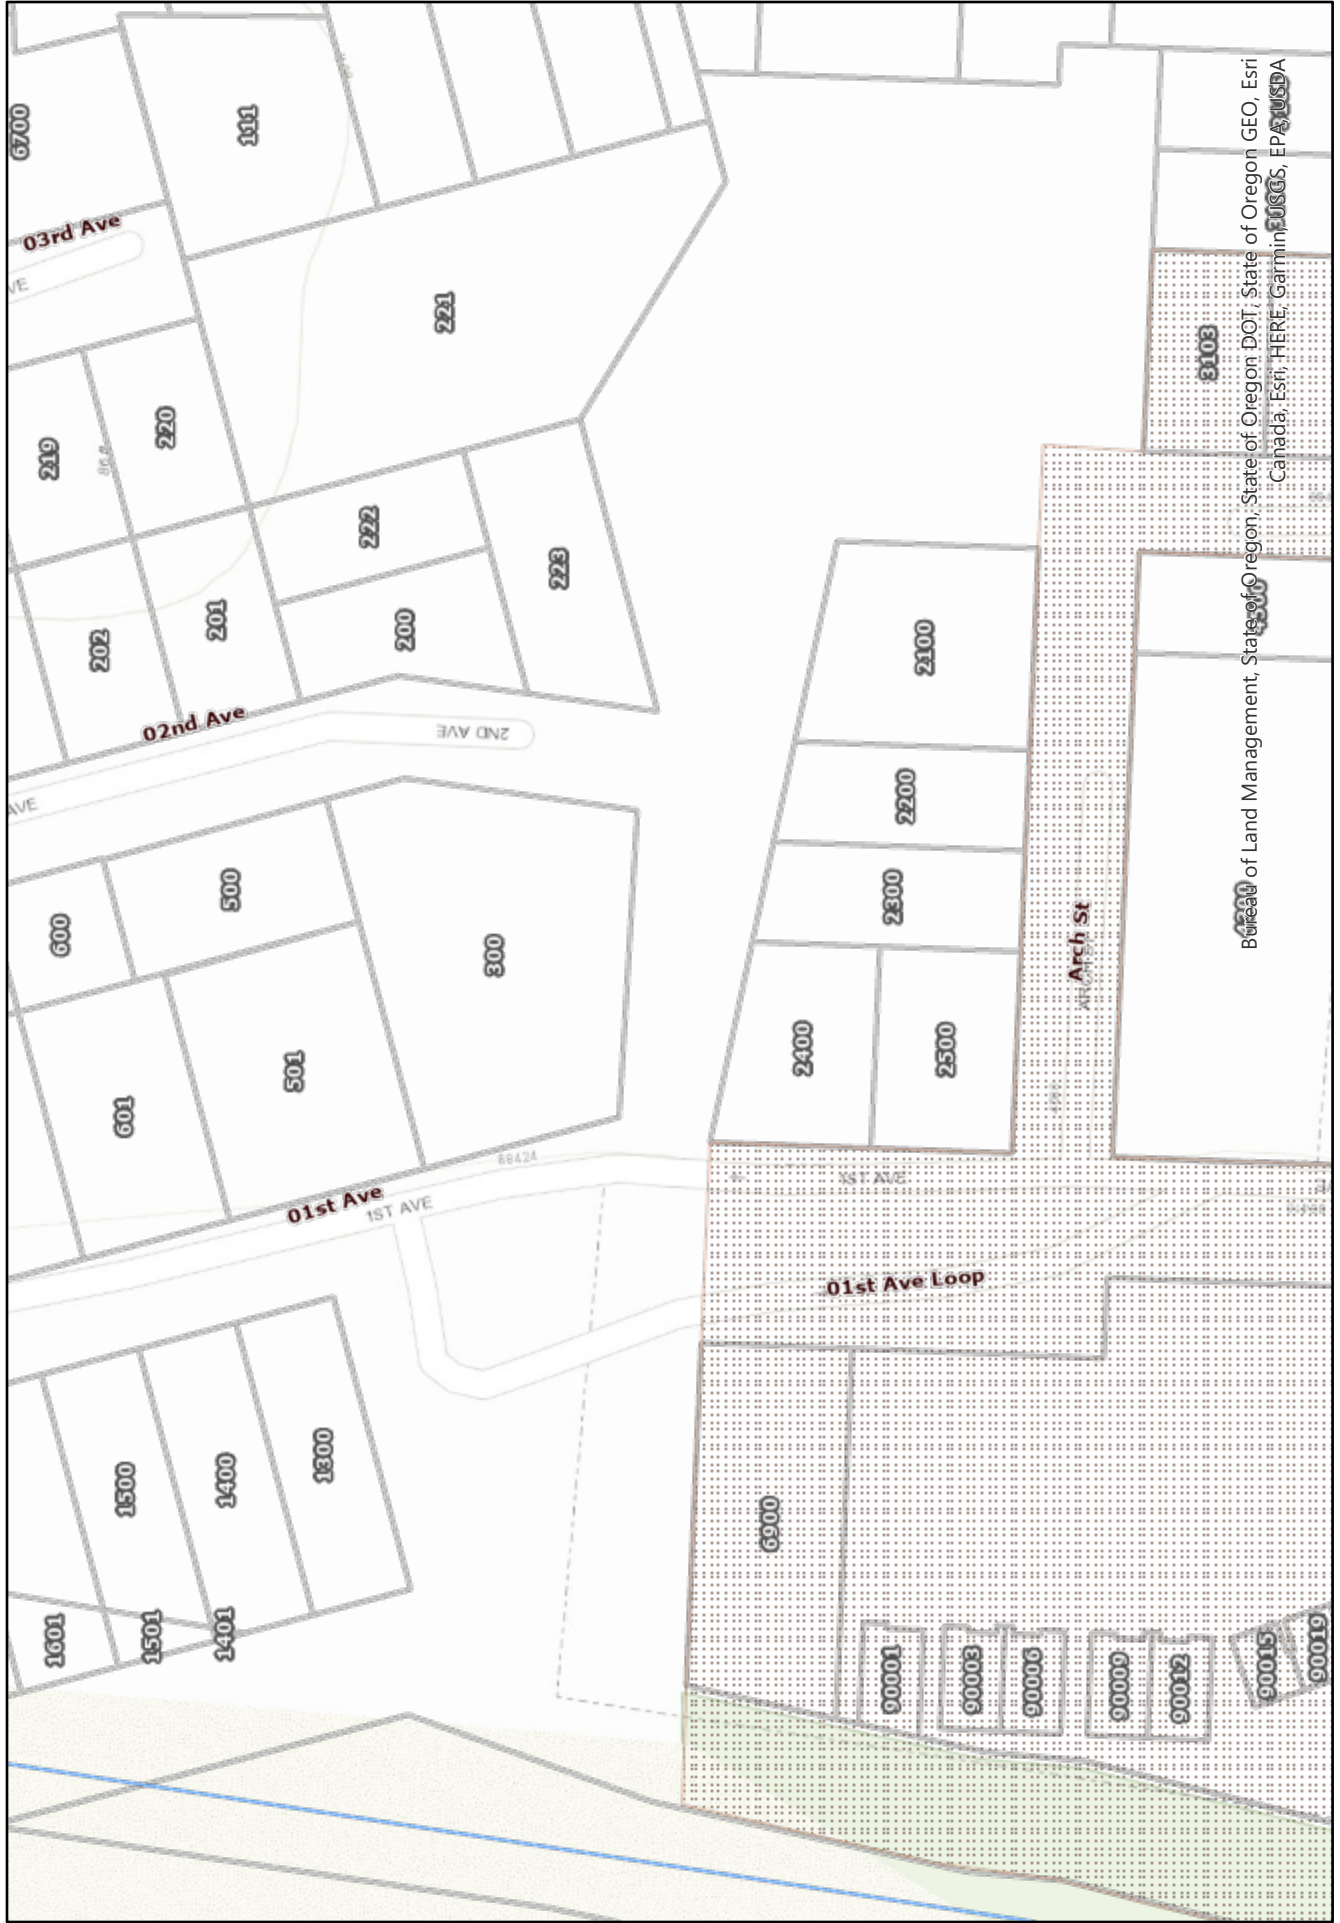 6700
111
03rd Ave
VE
221
3103
219
220
86 ft
222
223
202
201
200
2100
02nd Ave
2ND AVE
AVE
2200
2300
500
600
300
Arch St
2400
2500
501
601
68424
01st Ave
1ST AVE
1ST AVE
01st Ave Loop
1500
1400
1300
6900
1601
1501
1401
90001
90003
90006
90009
90012
90015
90019
Bureau of Land Management, State of Oregon, State of Oregon DOT, State of Oregon GEO, Esri
Canada, Esri, HERE, Garmin, USGS, EPA, USDA